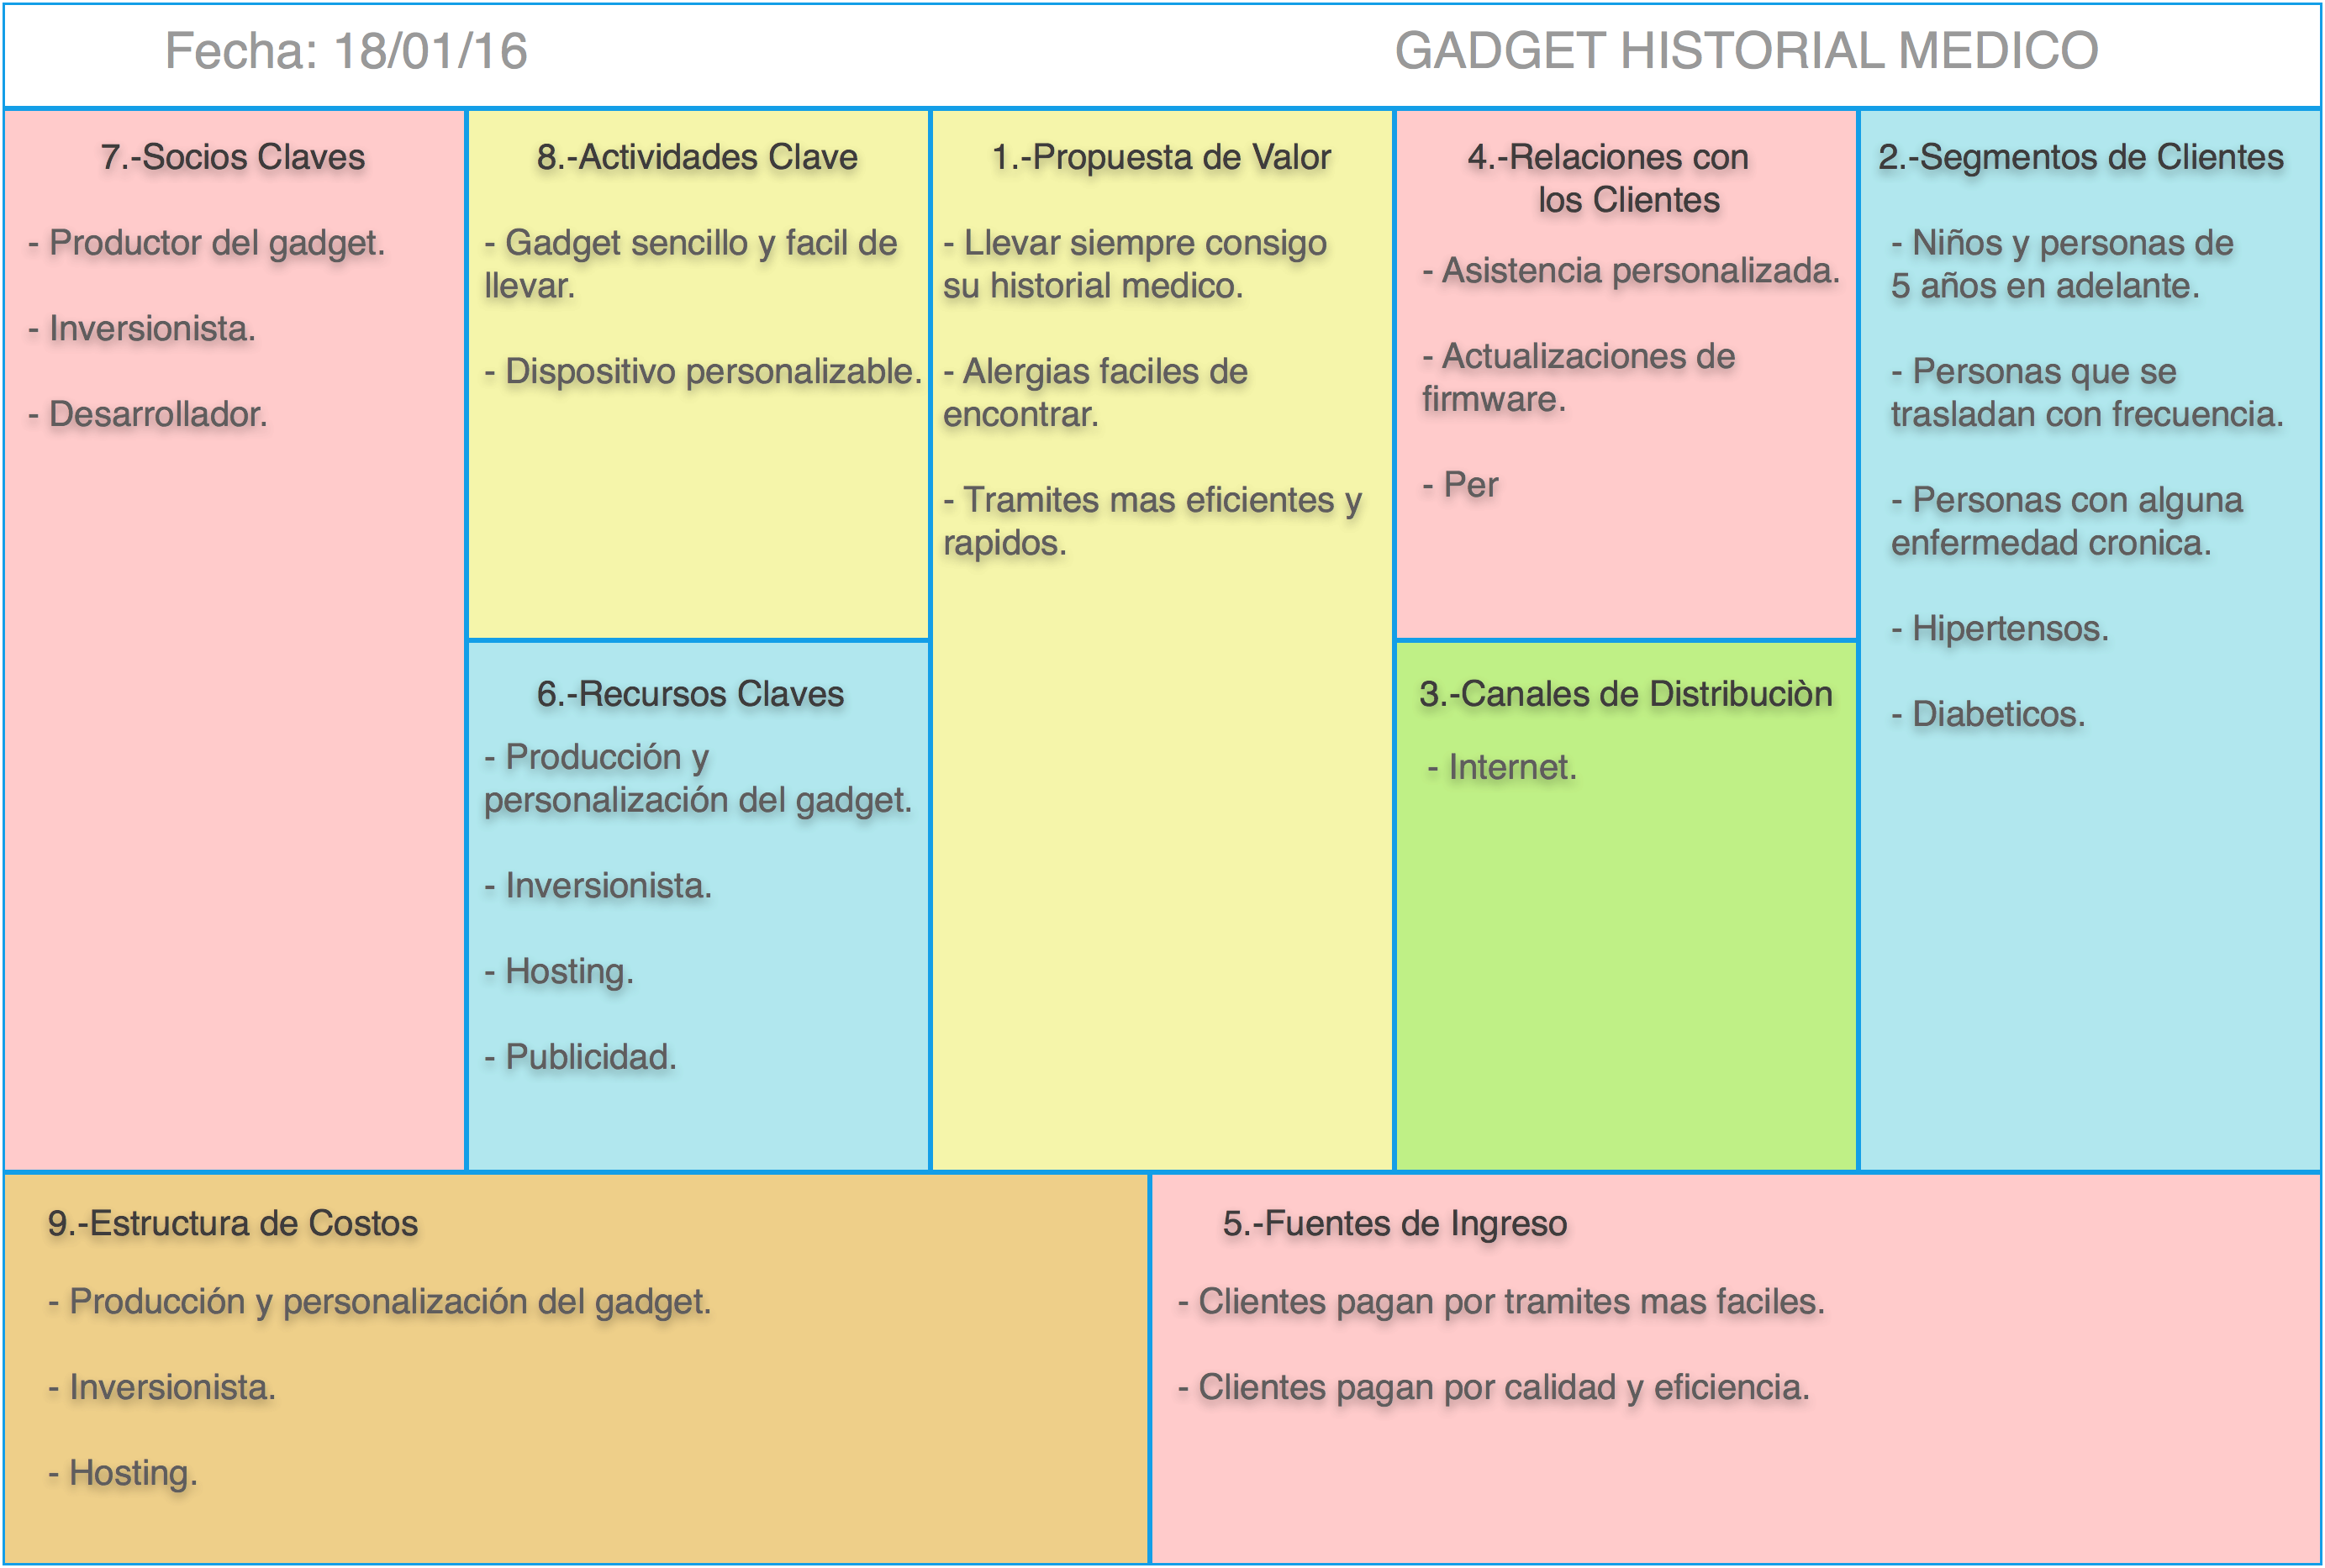 Fecha: 18/01/16
GADGET HISTORIAL MEDICO
7.-Socios Claves
- Productor del gadget.
- Inversionista.
- Desarrollador.
8.-Actividades Clave
- Gadget sencillo y facil de
llevar.
- Dispositivo personalizable.
6.-Recursos Claves
- Producción y
personalización del gadget.
- Inversionista.
- Hosting.
- Publicidad.
1.-Propuesta de Valor
- Llevar siempre consigo
su historial medico.
- Alergias faciles de
encontrar.
- Tramites mas eficientes y
rapidos.
4.-Relaciones con
los Clientes
- Asistencia personalizada.
- Actualizaciones de
firmware.
- Per
3.-Canales de Distribuciòn
- Internet.
2.-Segmentos de Clientes
- Niños y personas de
5 años en adelante.
- Personas que se
trasladan con frecuencia.
- Personas con alguna
enfermedad cronica.
- Hipertensos.
- Diabeticos.
9.-Estructura de Costos
- Producción y personalización del gadget.
- Inversionista.
- Hosting.
5.-Fuentes de Ingreso
- Clientes pagan por tramites mas faciles.
- Clientes pagan por calidad y eficiencia.